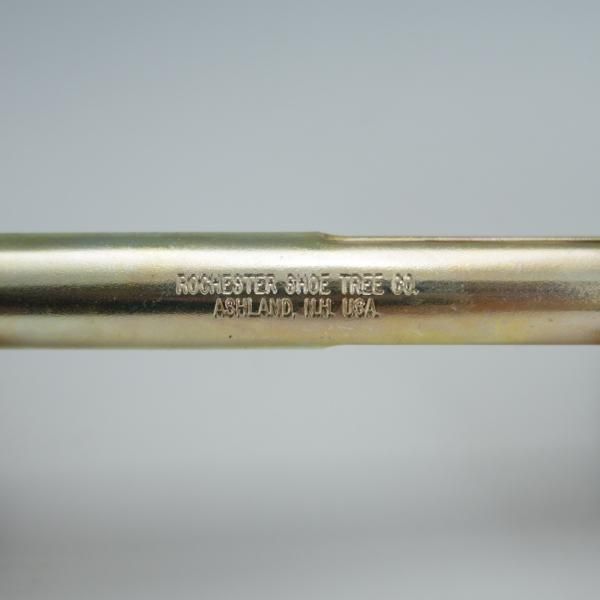 ROCHESTER SHOE TREE CO.
ASHLAND, N.H. USA.